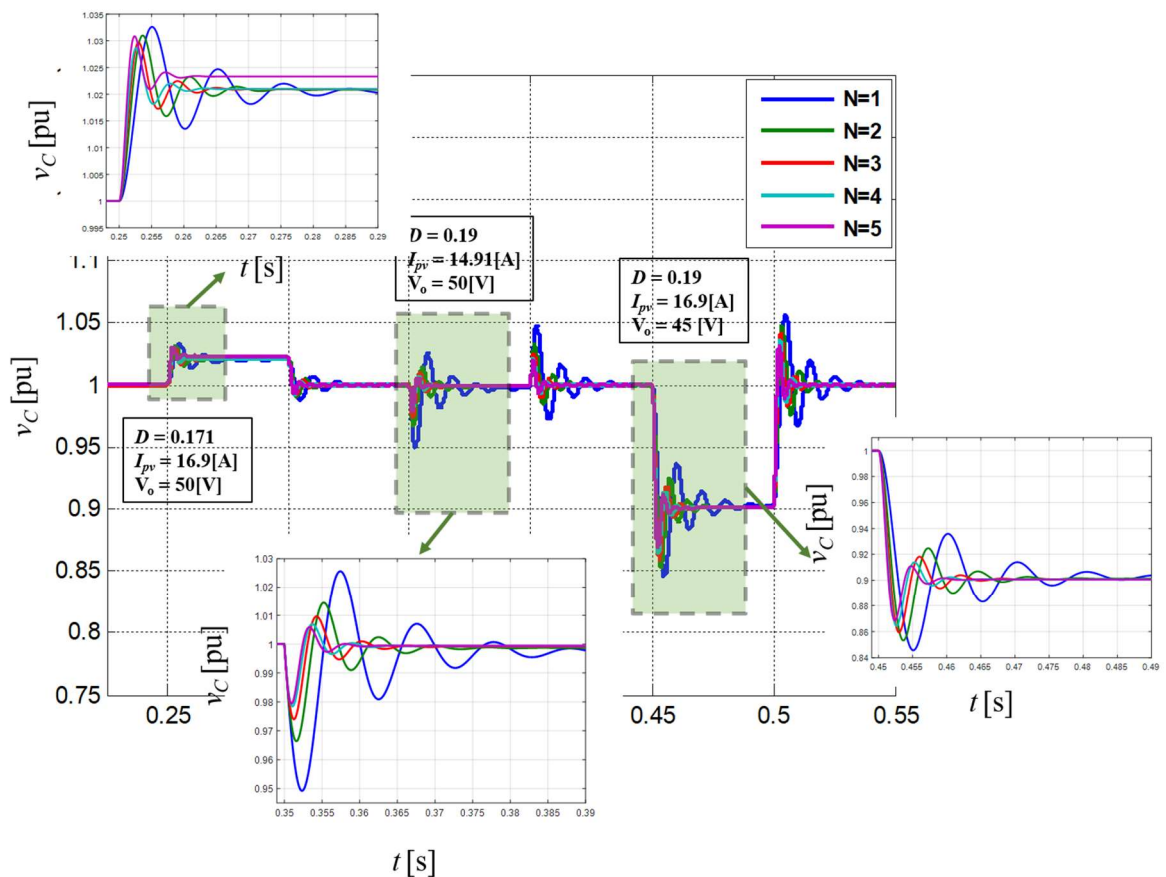 1.035
1.03
1.025
1.02
1.015
1.01
1.005
1
0.995
0.25 0.255 0.26 0.265 0.27 0.275 0.28 0.285 0.29
v_C [pu]
t [s]
N=1
N=2
N=3
N=4
N=5
D = 0.19
I_pv = 14.91[A]
V_o = 50[V]
D = 0.19
I_pv = 16.9[A]
V_o = 45 [V]
D = 0.171
I_pv = 16.9[A]
V_o = 50[V]
v_C [pu]
1.1
1.05
1
0.95
0.9
0.85
0.8
0.75
0.25 0.45 0.5 0.55
v_C [pu]
1.03
1.02
1.01
1
0.99
0.98
0.97
0.96
0.95
0.35 0.355 0.36 0.365 0.37 0.375 0.38 0.385 0.39
t [s]
v_C [pu]
1
0.98
0.96
0.94
0.92
0.9
0.88
0.86
0.84
0.45 0.455 0.46 0.465 0.47 0.475 0.48 0.485 0.49
t [s]